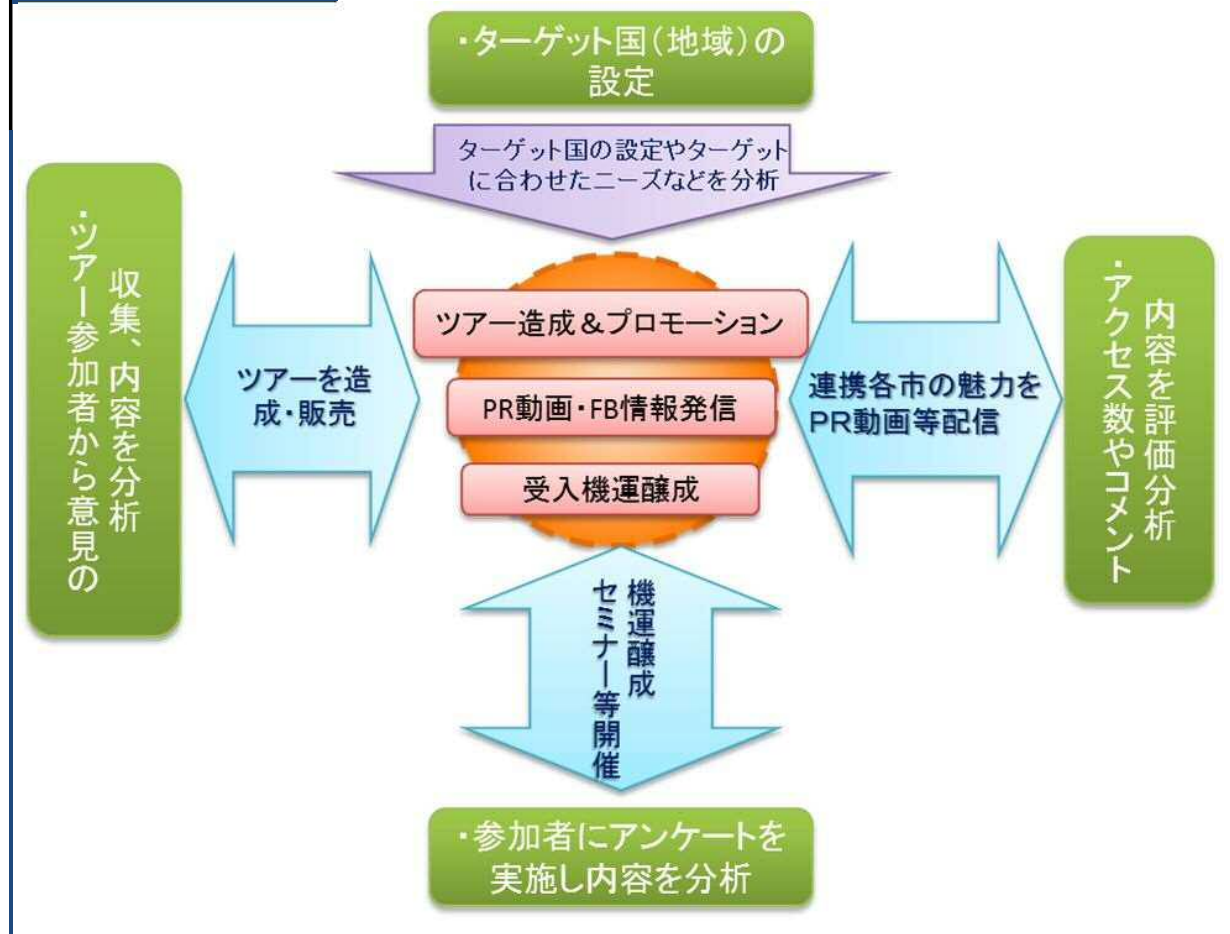 ・ターゲット国(地域)の
設定
ターゲット国の設定やターゲット
に合わせたニーズなどを分析
・ツアー参加者から意見の
収集、内容を分析
ツアーを造
成・販売
ツアー造成&プロモーション
PR動画・FB情報発信
受入機運醸成
連携各市の魅力を
PR動画等配信
・アクセス数やコメント
内容を評価分析
機運醸成
セミナー等開催
・参加者にアンケートを
実施し内容を分析